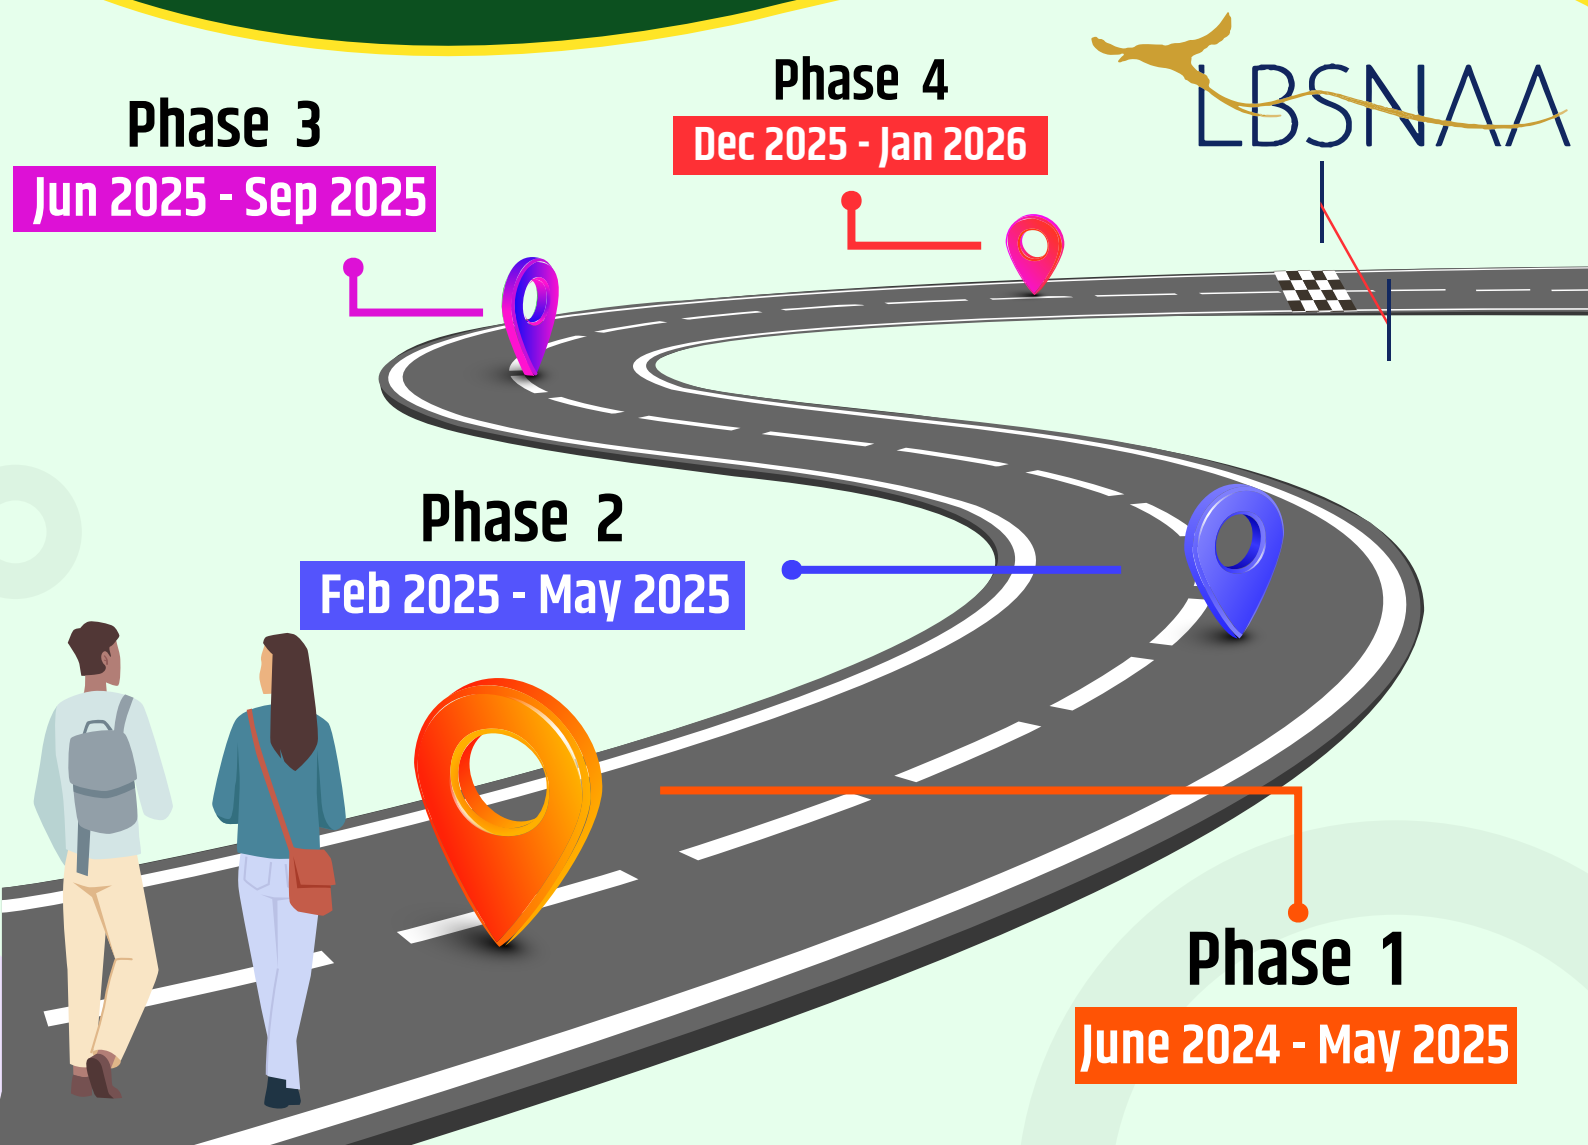 LBSNAA
Phase 4
Dec 2025 - Jan 2026
Phase 3
Jun 2025 - Sep 2025
Phase 2
Feb 2025 - May 2025
Phase 1
June 2024 - May 2025